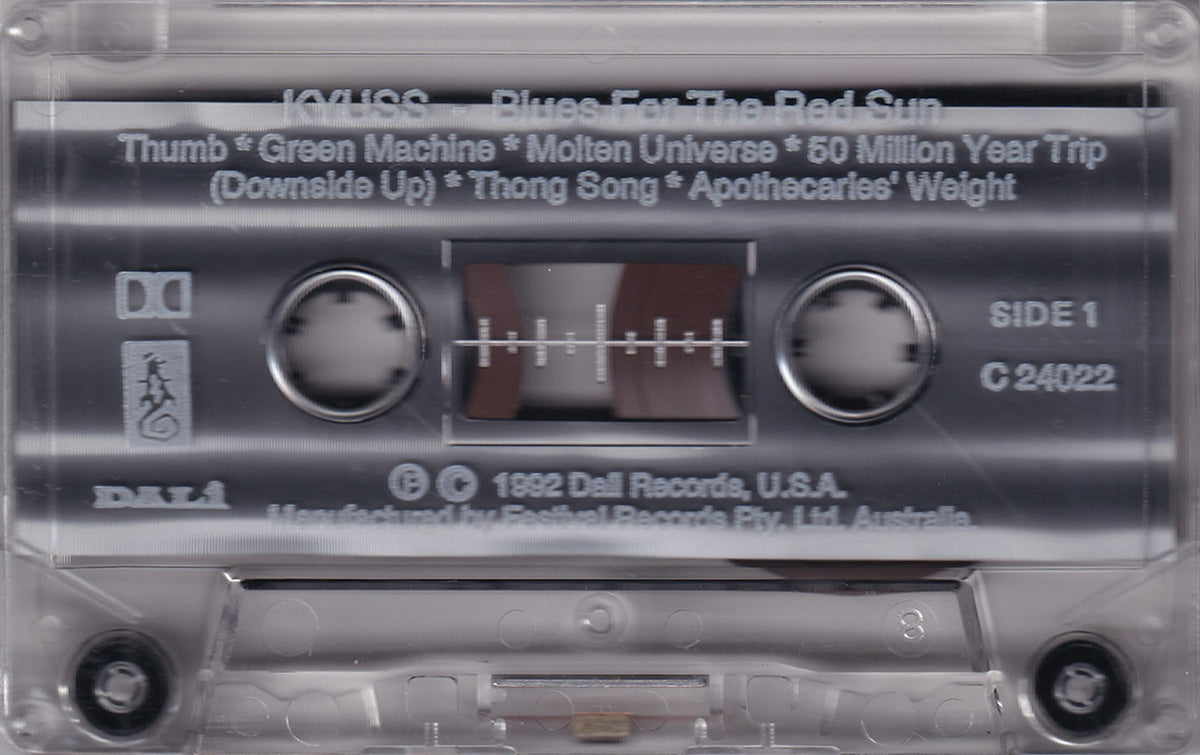 KYUSS - Blues For The Red Sun
Thumb * Green Machine * Molten Universe * 50 Million Year Trip
(Downside Up) * Thong Song * Apothecaries' Weight
SIDE 1
C 24022
DALi
Ⓟ © 1992 Dali Records, U.S.A.
Manufactured by Festival Records Pty. Ltd. Australia.
8